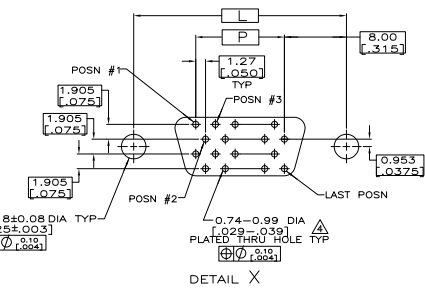 L
P
8.00
[.315]
1.27
[.050]
TYP
POSN #1
POSN #3
1.905
[.075]
1.905
[.075]
0.953
[.0375]
1.905
[.075]
POSN #2
LAST POSN
8±0.08 DIA TYP
25±.003]
0.10
[.004]
0.74-0.99 DIA
[.029-.039]
4
PLATED THRU HOLE TYP
⌖ Ø 0.10
[.004]
DETAIL X